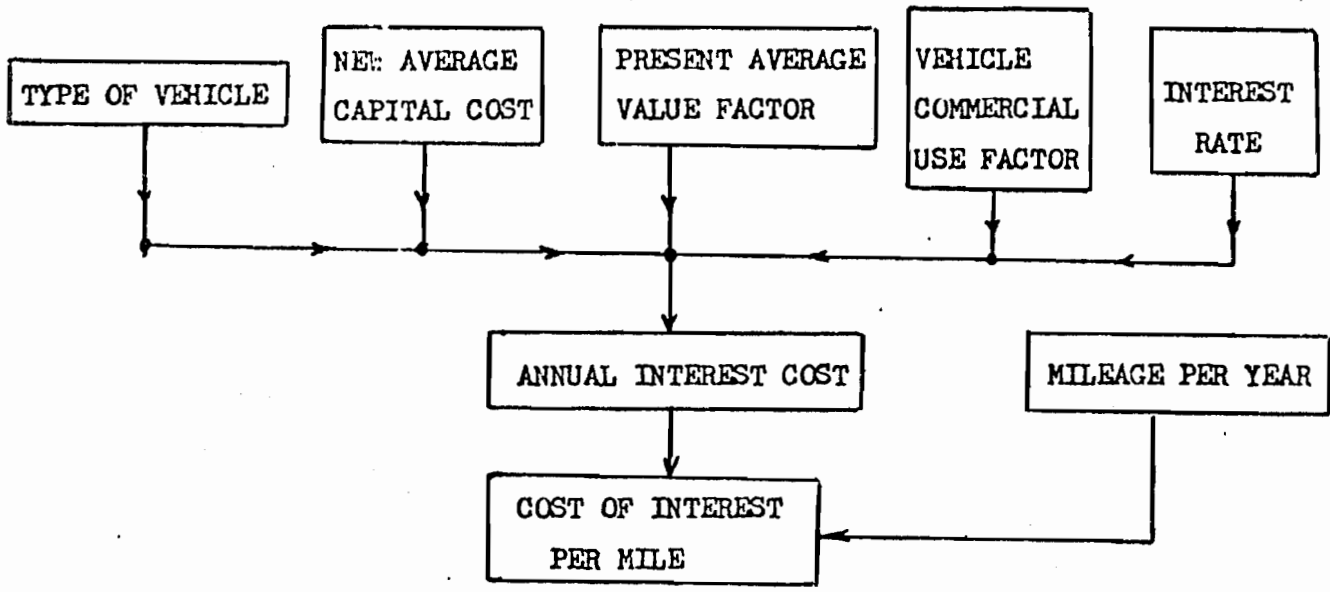 TYPE OF VEHICLE
NEW AVERAGE
CAPITAL COST
PRESENT AVERAGE
VALUE FACTOR
VEHICLE
COMMERCIAL
USE FACTOR
INTEREST
RATE
ANNUAL INTEREST COST
MILEAGE PER YEAR
COST OF INTEREST
PER MILE